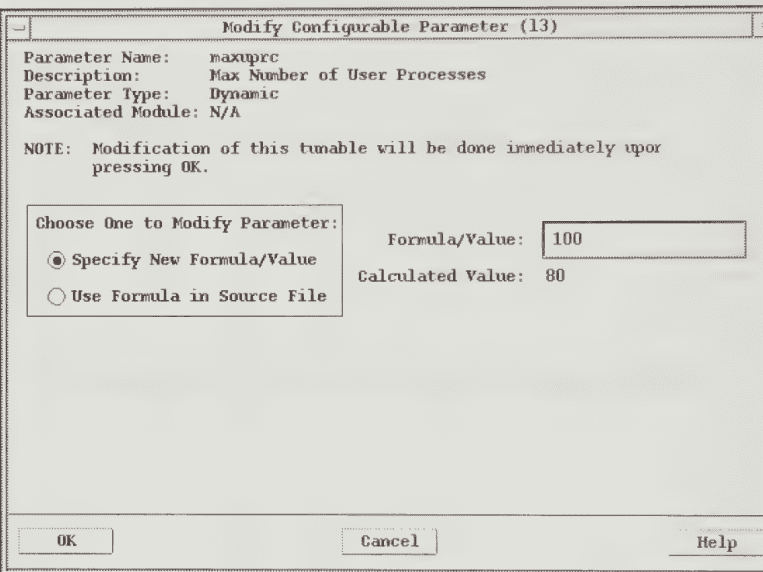 Modify Configurable Parameter (l3)
Parameter Name: maxuprc
Description: Max Number of User Processes
Parameter Type: Dynamic
Associated Module: N/A
NOTE: Modification of this tunable will be done immediately upor
pressing OK.
Choose One to Modify Parameter:
Specify New Formula/Value
Use Formula in Source File
Formula/Value: 100
Calculated Value: 80
OK Cancel Help